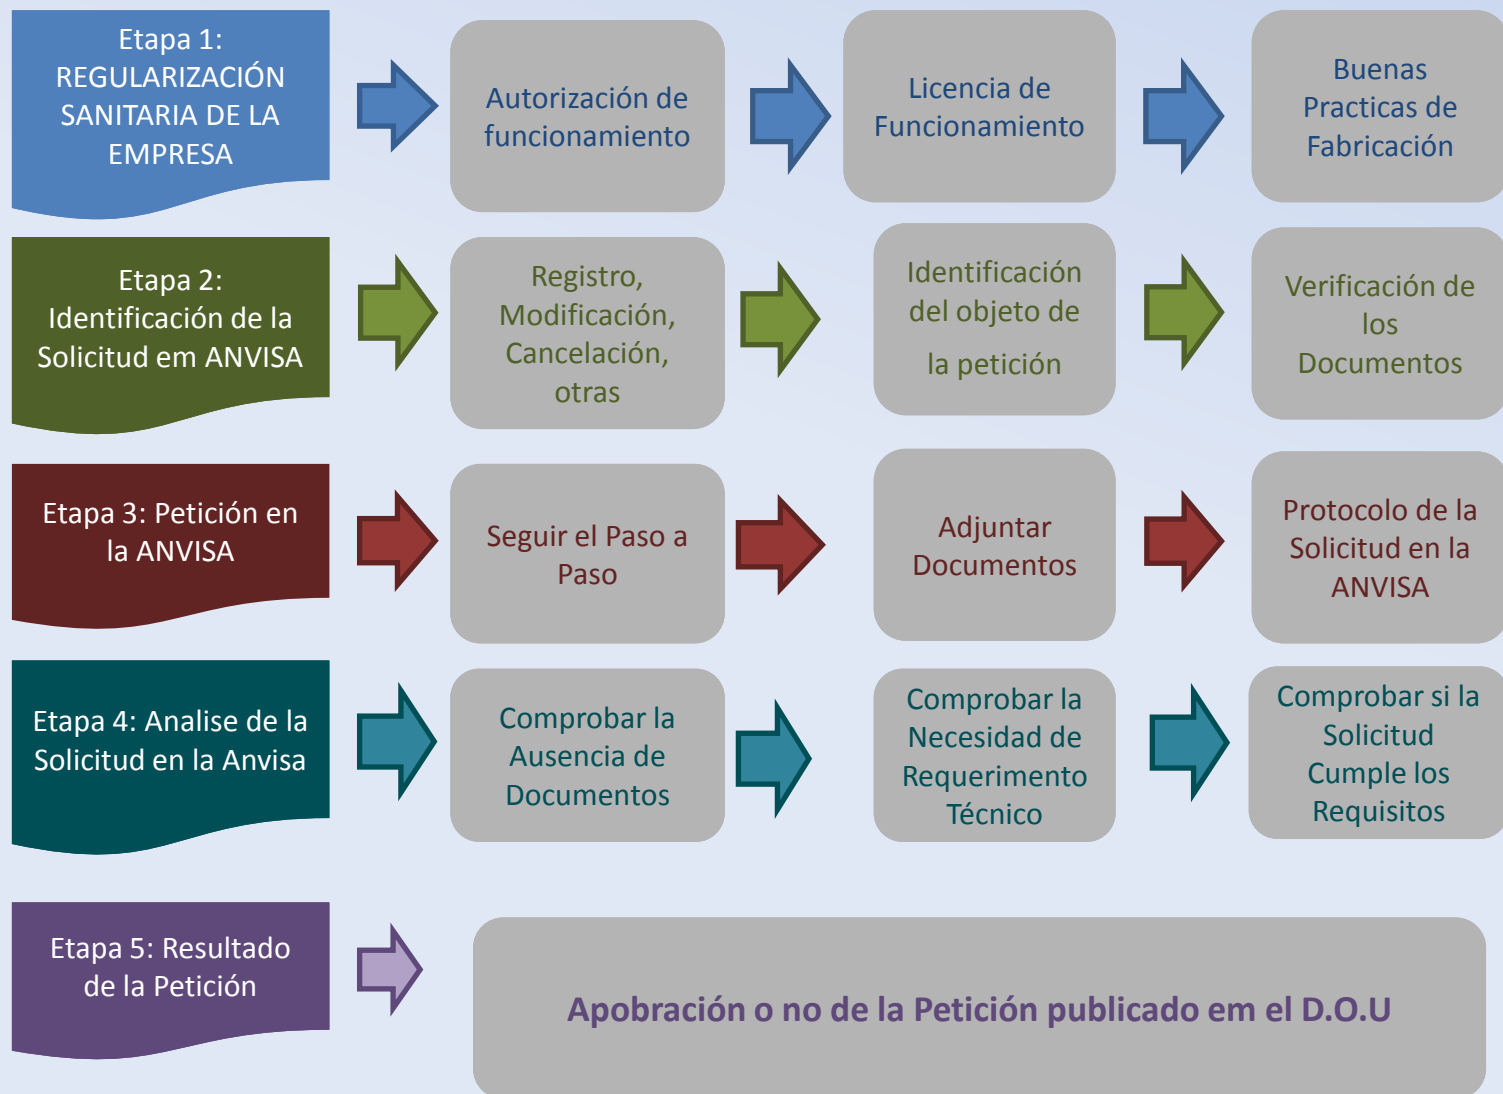 Etapa 1:
REGULARIZACIÓN
SANITARIA DE LA
EMPRESA
Autorización de
funcionamiento
Licencia de
Funcionamiento
Buenas
Practicas de
Fabricación
Etapa 2:
Identificación de la
Solicitud em ANVISA
Registro,
Modificación,
Cancelación,
otras
Identificación
del objeto de
la petición
Verificación de
los
Documentos
Etapa 3: Petición en
la ANVISA
Seguir el Paso a
Paso
Adjuntar
Documentos
Protocolo de la
Solicitud en la
ANVISA
Etapa 4: Analise de la
Solicitud en la Anvisa
Comprobar la
Ausencia de
Documentos
Comprobar la
Necesidad de
Requerimento
Técnico
Comprobar si la
Solicitud
Cumple los
Requisitos
Etapa 5: Resultado
de la Petición
Apobración o no de la Petición publicado em el D.O.U